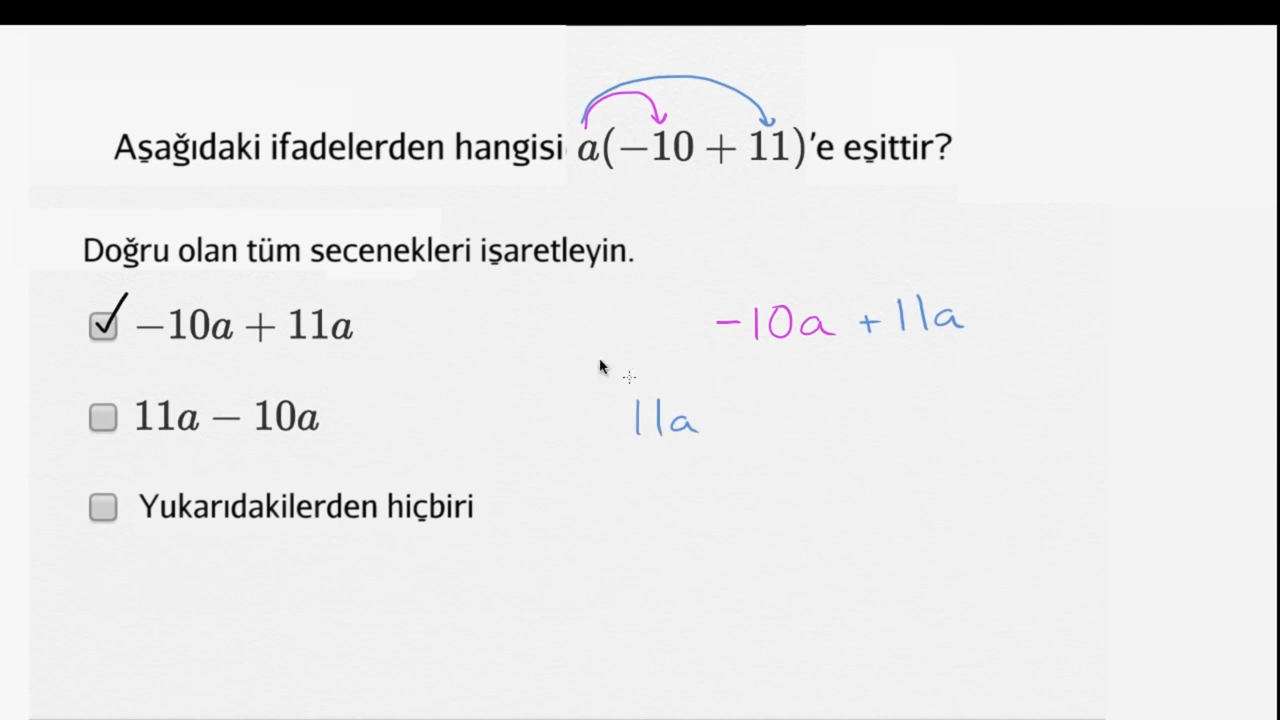 Aşağıdaki ifadelerden hangisi a(−10 + 11)'e eşittir?
Doğru olan tüm secenekleri işaretleyin.
−10a + 11a
-10a + 11a
11a − 10a
11a
Yukarıdakilerden hiçbiri